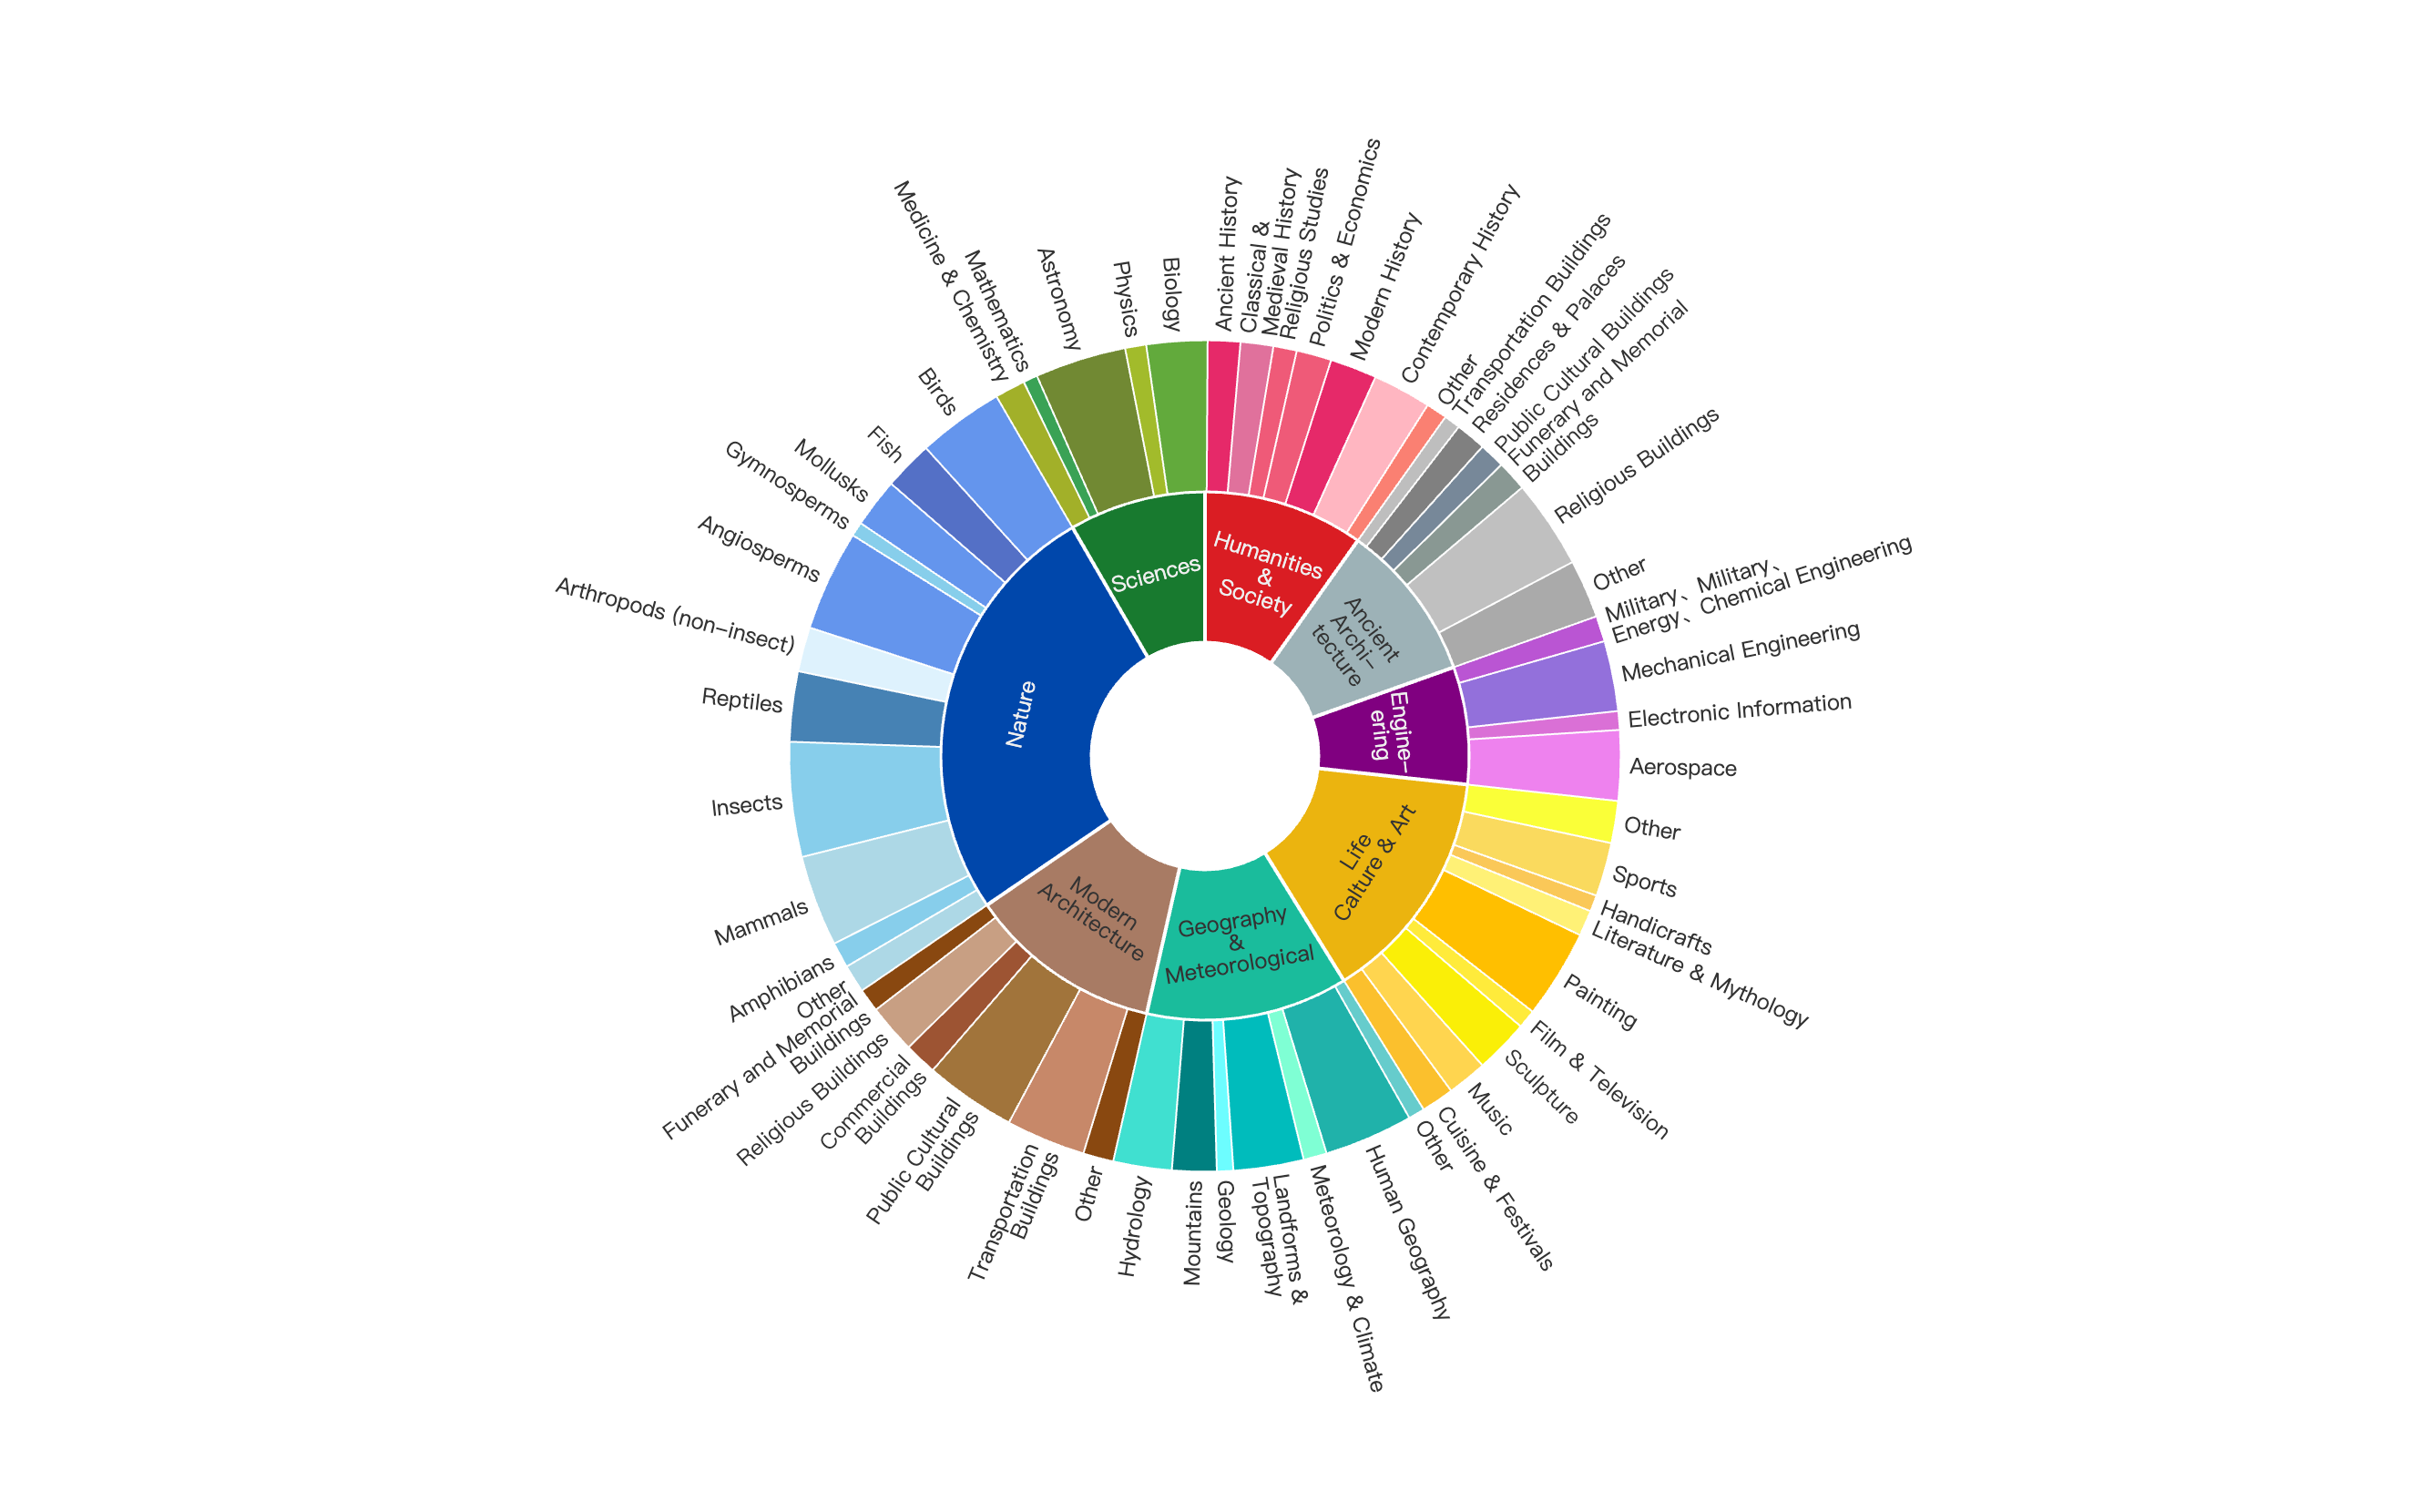 Humanities
&
Society
Ancient
Archi-
tecture
Engine-
ering
Life
Calture & Art
Geography
&
Meteorological
Modern
Architecture
Nature
Sciences
Ancient History
Classical &
Medieval History
Religious Studies
Politics & Economics
Modern History
Contemporary History
Other
Transportation Buildings
Residences & Palaces
Public Cultural Buildings
Funerary and Memorial
Buildings
Religious Buildings
Other
Military、Military、
Energy、Chemical Engineering
Mechanical Engineering
Electronic Information
Aerospace
Other
Sports
Handicrafts
Literature & Mythology
Painting
Film & Television
Sculpture
Music
Cuisine & Festivals
Other
Human Geography
Meteorology & Climate
Landforms &
Topography
Geology
Mountains
Hydrology
Other
Transportation
Buildings
Public Cultural
Buildings
Commercial
Buildings
Religious Buildings
Funerary and Memorial
Buildings
Other
Amphibians
Mammals
Insects
Reptiles
Arthropods (non-insect)
Angiosperms
Gymnosperms
Mollusks
Fish
Birds
Medicine & Chemistry
Mathematics
Astronomy
Physics
Biology